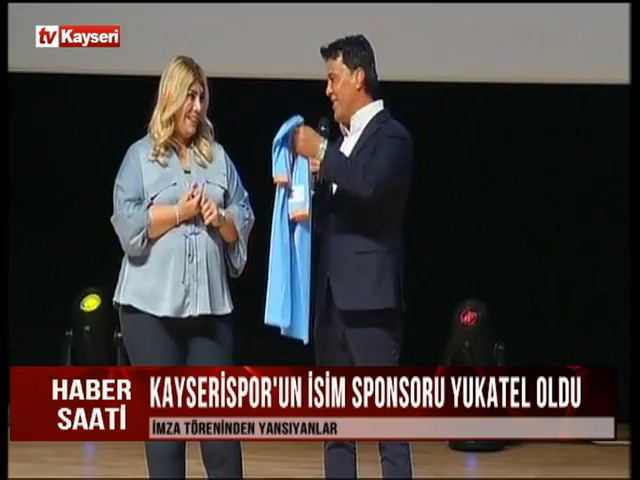 tv Kayseri
HABER SAATİ
KAYSERİSPOR'UN İSİM SPONSORU YUKATEL OLDU
İMZA TÖRENİNDEN YANSIYANLAR